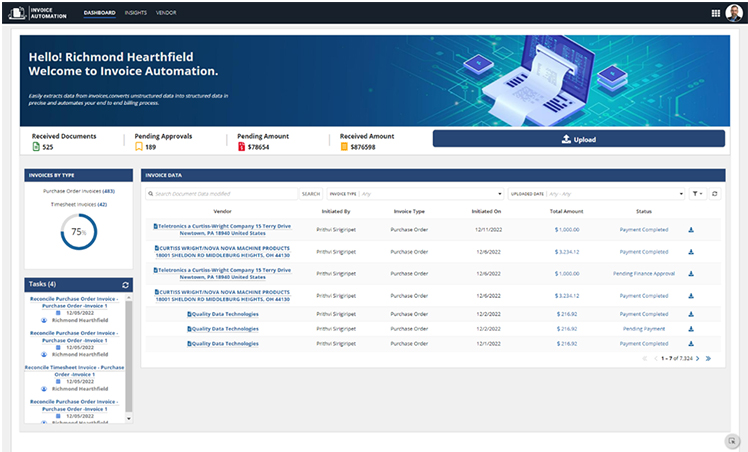 INVOICE
AUTOMATION
DASHBOARD INSIGHTS VENDOR
Hello! Richmond Hearthfield
Welcome to Invoice Automation.
Easily extracts data from invoices,converts unstructured data into structured data in
precise and automates your end to end billing process.
Received Documents Pending Approvals Pending Amount Received Amount
525 189 $78654 $876598
Upload
INVOICES BY TYPE
Purchase Order Invoices (483)
Timesheet Invoices (42)
75%
Tasks (4)
Reconcile Purchase Order Invoice -
Purchase Order -Invoice 1
12/05/2022
Richmond Hearthfield
Reconcile Purchase Order Invoice -
Purchase Order -Invoice 1
12/05/2022
Richmond Hearthfield
Reconcile Timesheet Invoice - Purchase
Order -Invoice 1
12/05/2022
Richmond Hearthfield
Reconcile Purchase Order Invoice -
Purchase Order -Invoice 1
12/05/2022
Richmond Hearthfield
INVOICE DATA
Search Document Data modified SEARCH INVOICE TYPE | Any UPLOADED DATE | Any - Any
Vendor Initiated By Invoice Type Initiated On Total Amount Status
Teletronics a Curtiss-Wright Company 15 Terry Drive
Newtown, PA 18940 United States Prithvi Sirigiripet Purchase Order 12/11/2022 $ 1,000.00 Payment Completed
CURTISS WRIGHT/NOVA NOVA MACHINE PRODUCTS
18001 SHELDON RD MIDDLEBURG HEIGHTS, OH 44130 Prithvi Sirigiripet Purchase Order 12/6/2022 $ 3,234.12 Payment Completed
Teletronics a Curtiss-Wright Company 15 Terry Drive
Newtown, PA 18940 United States Prithvi Sirigiripet Purchase Order 12/6/2022 $ 1,000.00 Pending Finance Approval
CURTISS WRIGHT/NOVA NOVA MACHINE PRODUCTS
18001 SHELDON RD MIDDLEBURG HEIGHTS, OH 44130 Prithvi Sirigiripet Purchase Order 12/6/2022 $ 3,234.12 Payment Completed
Quality Data Technologies Prithvi Sirigiripet Purchase Order 12/2/2022 $ 216.92 Payment Completed
Quality Data Technologies Prithvi Sirigiripet Purchase Order 12/2/2022 $ 216.92 Pending Payment
Quality Data Technologies Prithvi Sirigiripet Purchase Order 12/1/2022 $ 216.92 Payment Completed
1 - 7 of 7,324